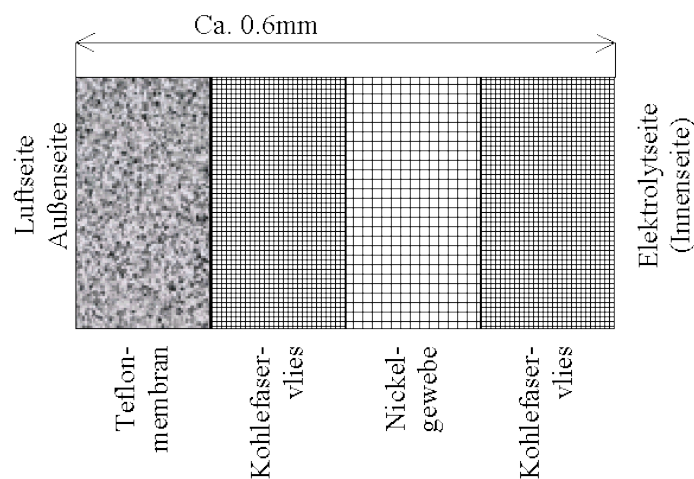 Ca. 0.6mm
Luftseite
Außenseite
Elektrolytseite
(Innenseite)
Teflon-
membran
Kohlefaser-
vlies
Nickel-
gewebe
Kohlefaser-
vlies